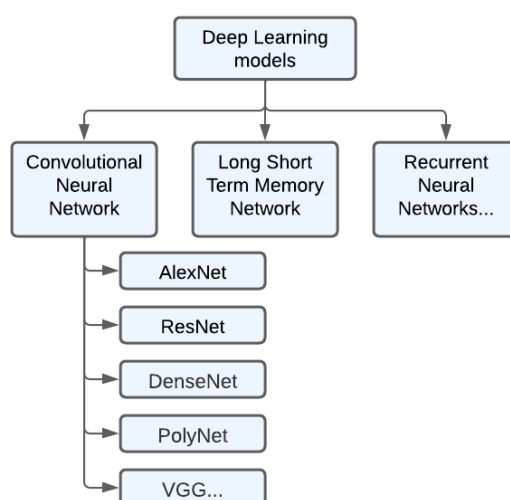 Deep Learning
models
Convolutional
Neural
Network
Long Short
Term Memory
Network
Recurrent
Neural
Networks...
AlexNet
ResNet
DenseNet
PolyNet
VGG...